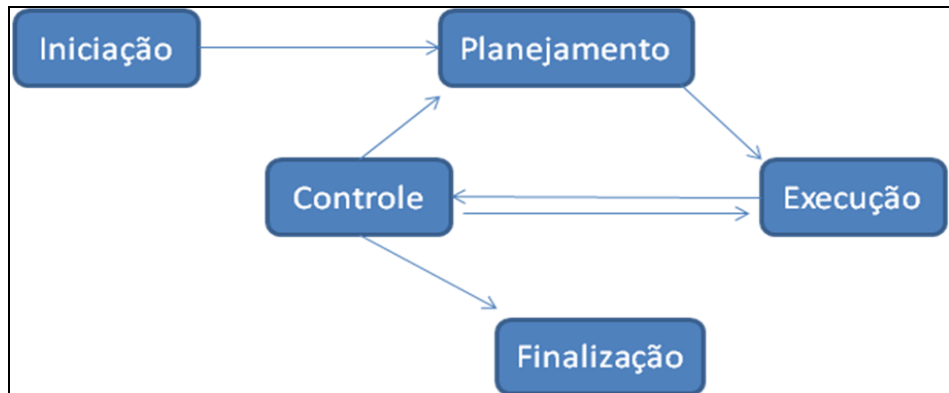 Iniciação
Planejamento
Controle
Execução
Finalização